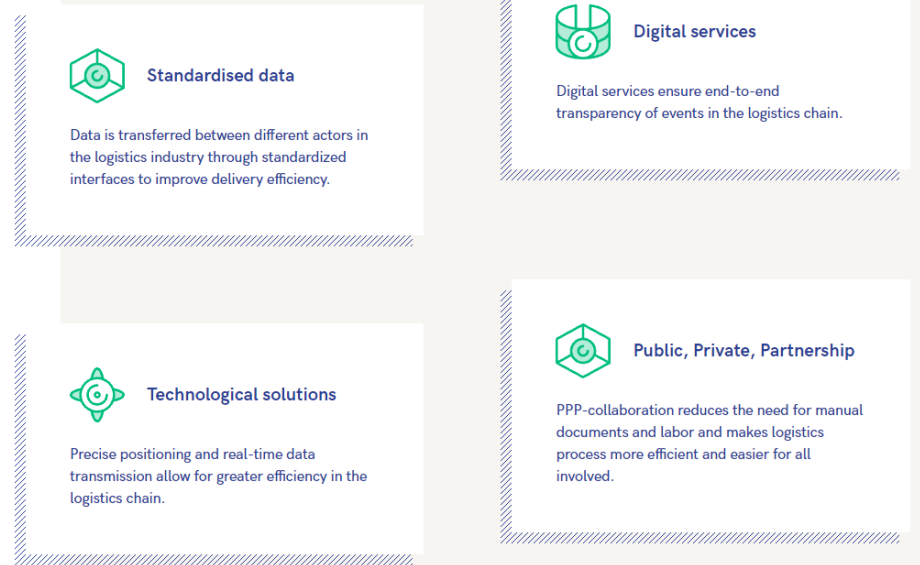 Standardised data
Data is transferred between different actors in
the logistics industry through standardized
interfaces to improve delivery efficiency.
Digital services
Digital services ensure end-to-end
transparency of events in the logistics chain.
Technological solutions
Precise positioning and real-time data
transmission allow for greater efficiency in the
logistics chain.
Public, Private, Partnership
PPP-collaboration reduces the need for manual
documents and labor and makes logistics
process more efficient and easier for all
involved.